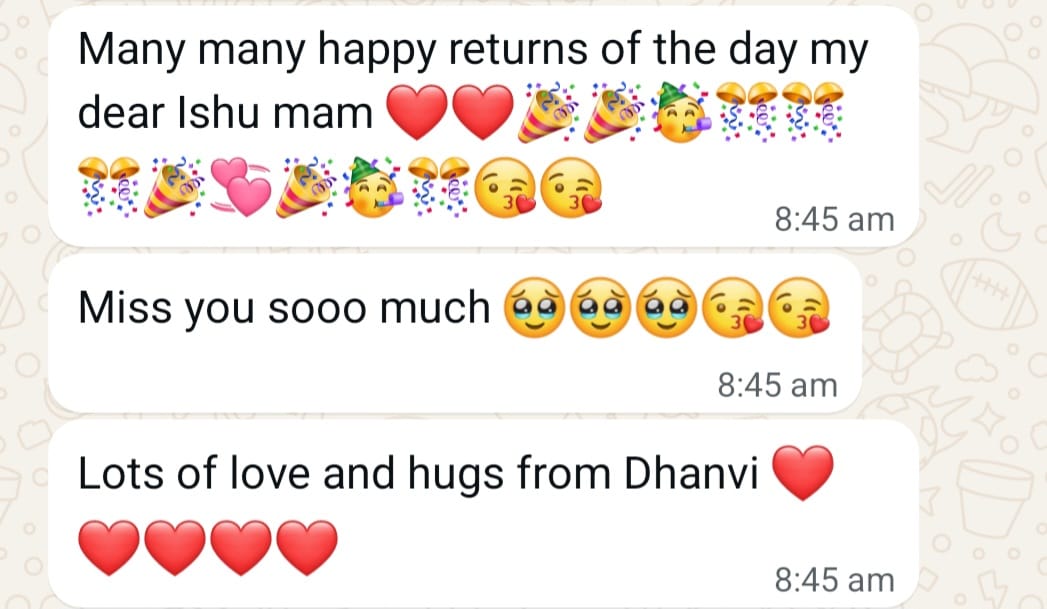 Many many happy returns of the day my
dear Ishu mam ❤️❤️🎉🎉🥳🎊🎊
🎊🎉💞🎉🥳🎊😘😘
8:45 am
Miss you sooo much 🥹🥹🥹😘😘
8:45 am
Lots of love and hugs from Dhanvi ❤️
❤️❤️❤️❤️
8:45 am